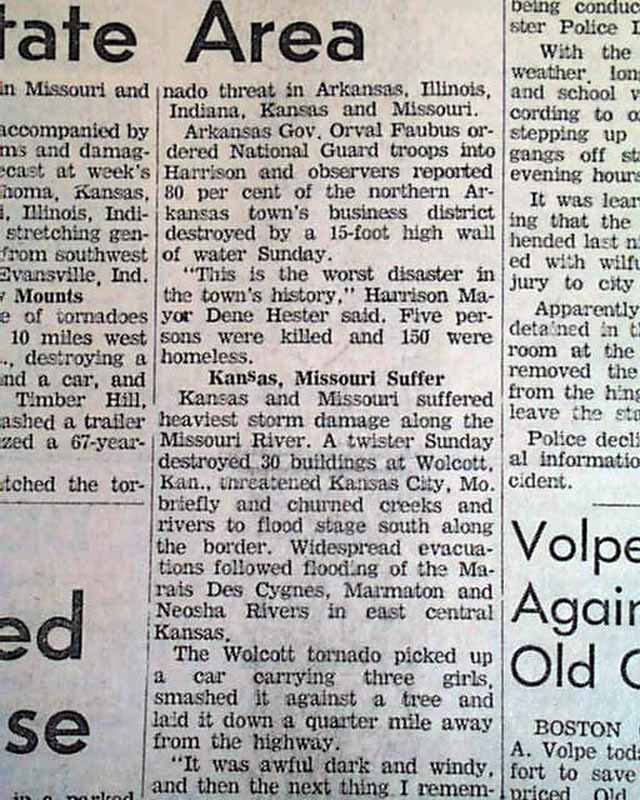 tate Area
in Missouri and
accompanied by
ms and damag-
ecast at week's
homa, Kansas,
i, Illinois, Indi-
stretching gen-
from southwest
Evansville, Ind.
Mounts
e of tornadoes
10 miles west
., destroying a
nd a car, and
Timber Hill,
ashed a trailer
zed a 67-year-
tched the tor-
ed
se
in a parked
nado threat in Arkansas, Illinois,
Indiana, Kansas and Missouri.
Arkansas Gov. Orval Faubus or-
dered National Guard troops into
Harrison and observers reported
80 per cent of the northern Ar-
kansas town's business district
destroyed by a 15-foot high wall
of water Sunday.
"This is the worst disaster in
the town's history," Harrison Ma-
yor Dene Hester said. Five per-
sons were killed and 150 were
homeless.
Kansas, Missouri Suffer
Kansas and Missouri suffered
heaviest storm damage along the
Missouri River. A twister Sunday
destroyed 30 buildings at Wolcott,
Kan., threatened Kansas City, Mo.
briefly and churned creeks and
rivers to flood stage south along
the border. Widespread evacua-
tions followed flooding of the Ma-
rais Des Cygnes, Marmaton and
Neosha Rivers in east central
Kansas.
The Wolcott tornado picked up
a car carrying three girls,
smashed it against a tree and
laid it down a quarter mile away
from the highway.
"It was awful dark and windy,
and then the next thing I remem-
being conduc
ster Police
With the
weather, lon
and school v
cording to
stepping up
gangs off st
evening hours
It was lear
ing that the
hended last n
ed with wilfu
jury to city
Apparently
detained in t
room at the
removed the
from the hing
leave the sta
Police decli
al informatio
cident.
Volpe
Again
Old
BOSTON
A. Volpe toda
fort to save
priced Old